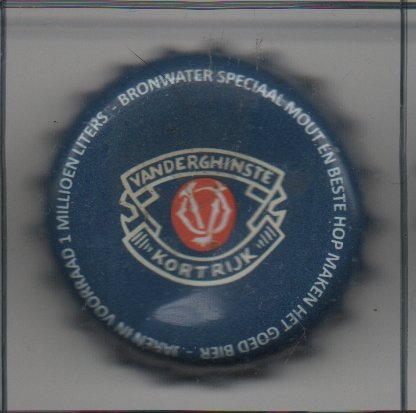 BRONWATER SPECIAAL MOUT EN BESTE HOP MAKEN HET GOED BIER - JAREN IN VOORRAAD 1 MILLIOEN LITERS -
VANDERGHINSTE
KORTRIJK